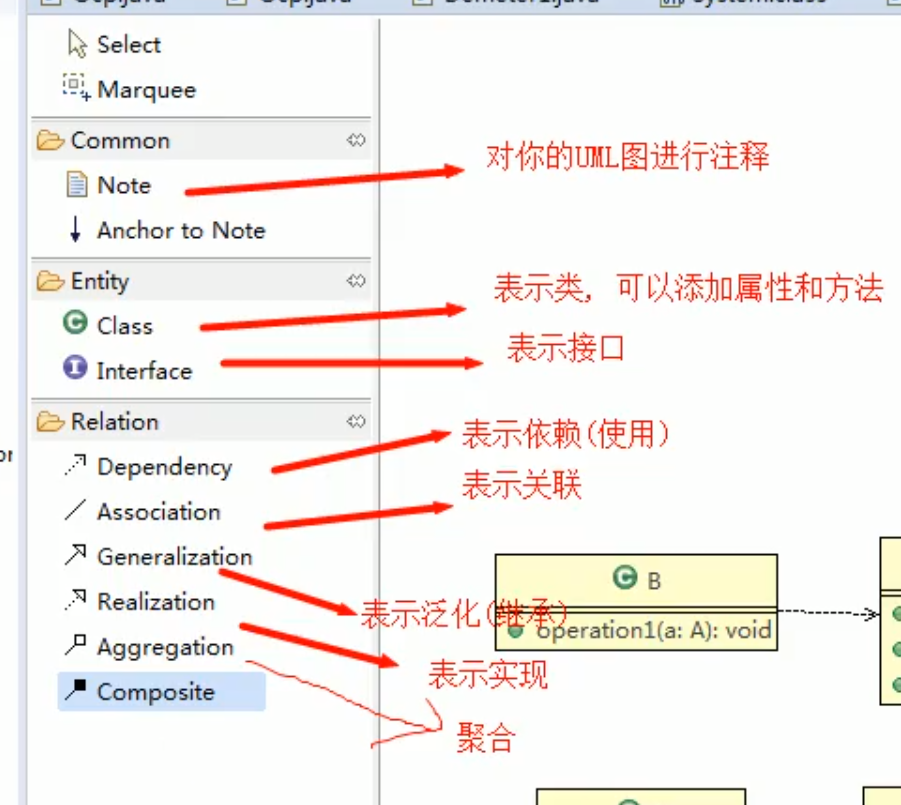 Select
Marquee
Common
Note
对你的UML图进行注释
Anchor to Note
Entity
表示类, 可以添加属性和方法
Class
表示接口
Interface
Relation
表示依赖(使用)
Dependency
表示关联
Association
Generalization
B
Realization
表示泛化(继承)
operation1(a: A): void
Aggregation
表示实现
Composite
聚合